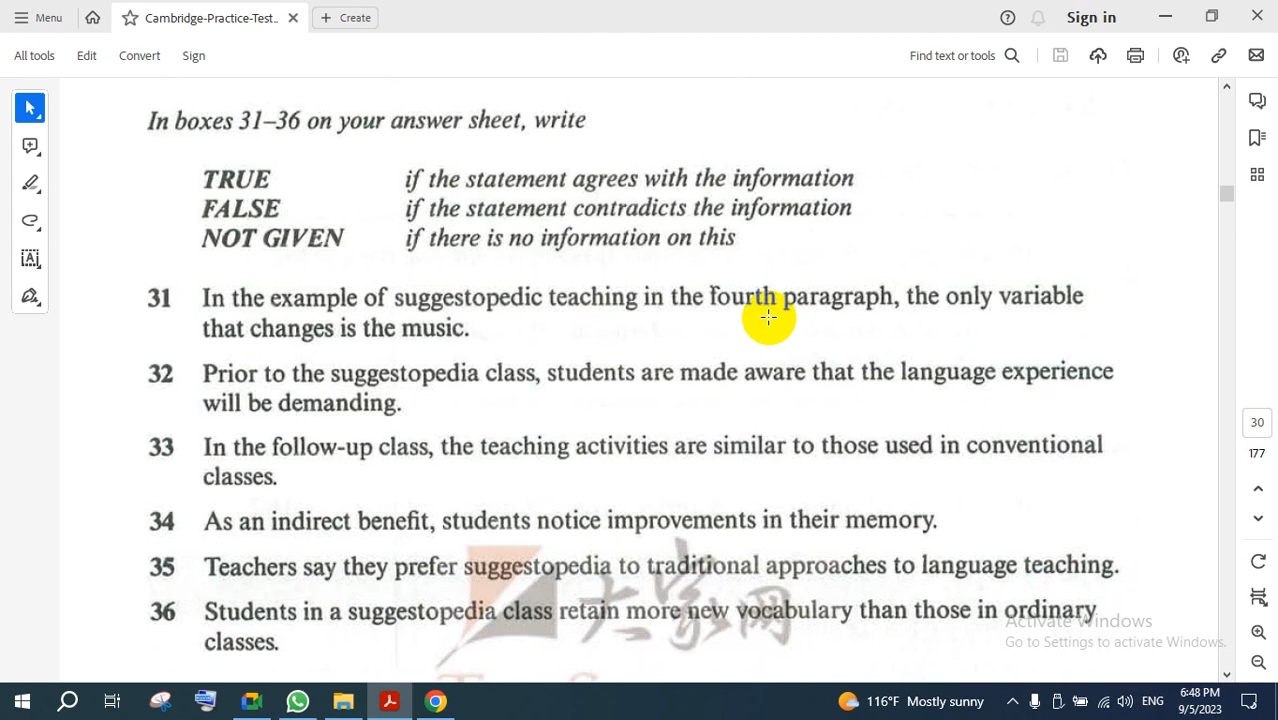 Menu
Cambridge-Practice-Test..
Create
Sign in
All tools
Edit
Convert
Sign
Find text or tools
In boxes 31–36 on your answer sheet, write
TRUE if the statement agrees with the information
FALSE if the statement contradicts the information
NOT GIVEN if there is no information on this
31 In the example of suggestopedic teaching in the fourth paragraph, the only variable
that changes is the music.
32 Prior to the suggestopedia class, students are made aware that the language experience
will be demanding.
33 In the follow-up class, the teaching activities are similar to those used in conventional
classes.
34 As an indirect benefit, students notice improvements in their memory.
35 Teachers say they prefer suggestopedia to traditional approaches to language teaching.
36 Students in a suggestopedia class retain more new vocabulary than those in ordinary
classes.
大家网
30
177
Activate Windows
Go to Settings to activate Windows.
116°F Mostly sunny
ENG
6:48 PM
9/5/2023